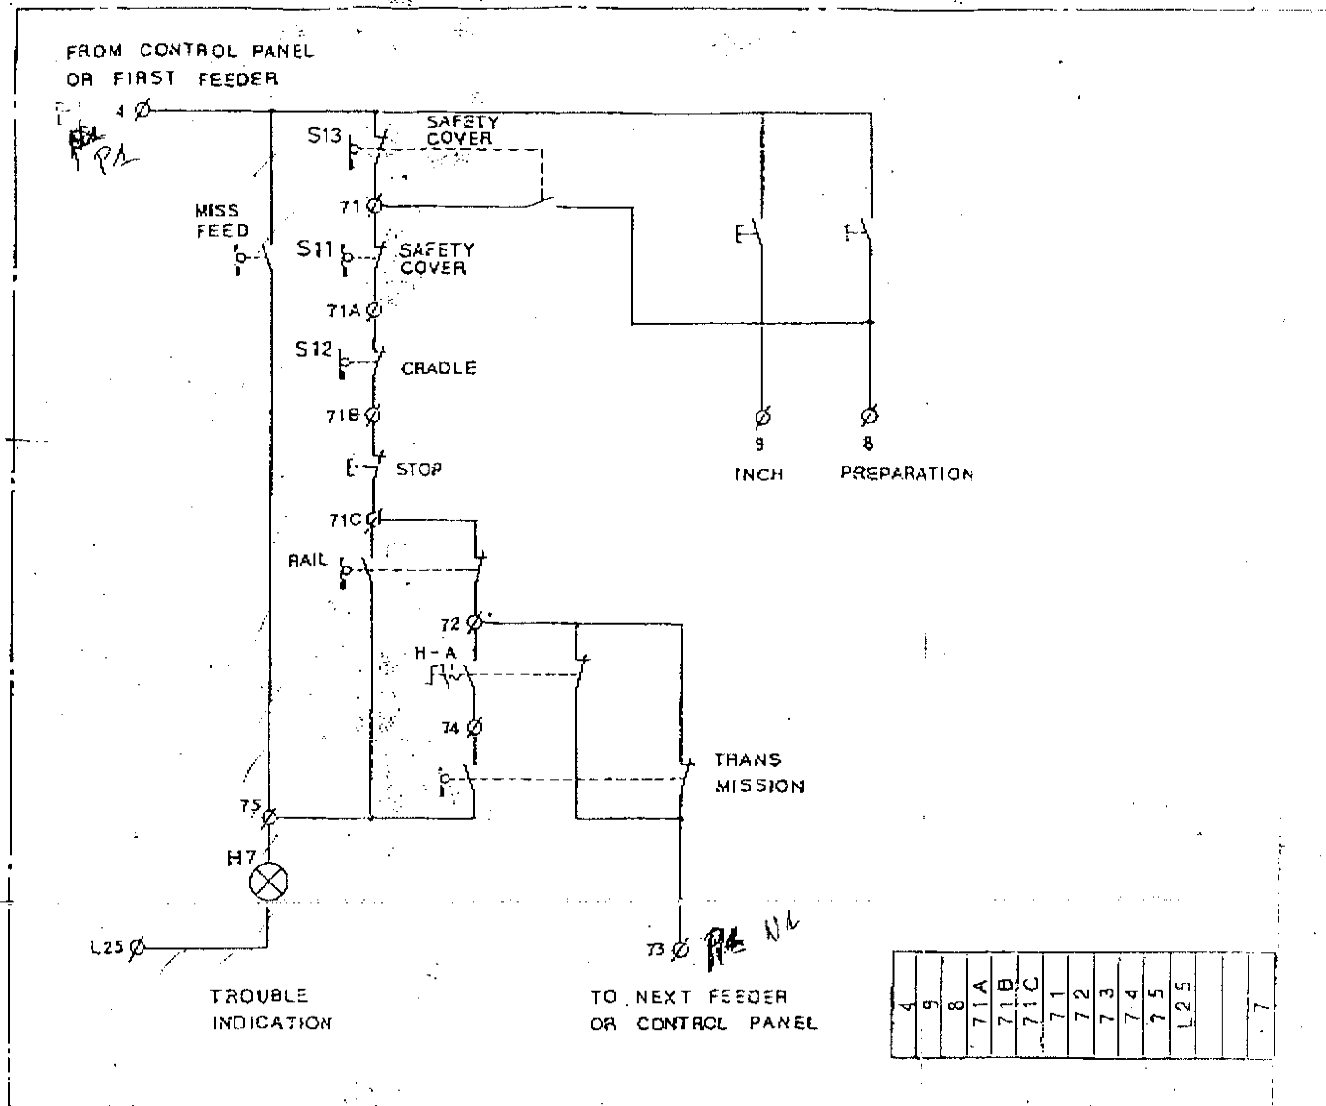 FROM CONTROL PANEL
OR FIRST FEEDER
4
S13
SAFETY
COVER
71
MISS
FEED
S11
SAFETY
COVER
71A
S12
CRADLE
71B
9
8
STOP
INCH
PREPARATION
71C
RAIL
72
H-A
74
TRANS
MISSION
75
H7
L25
73
TROUBLE
INDICATION
TO NEXT FEEDER
OR CONTROL PANEL
4 9 8 71A 71B 71C 71 72 73 74 75 L25 7